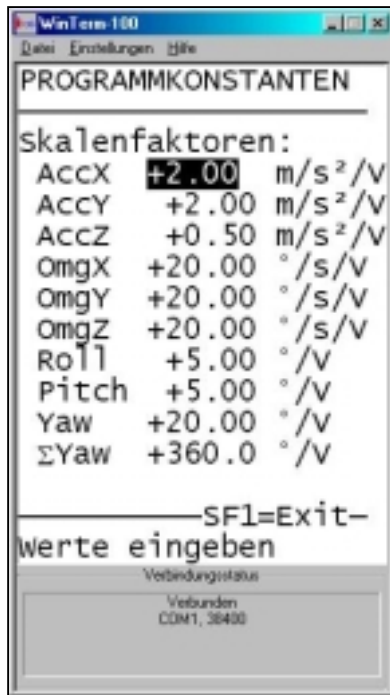 WinTerm-100
Datei Einstellungen Hilfe
PROGRAMMKONSTANTEN
Skalenfaktoren:
AccX +2.00 m/s²/V
AccY +2.00 m/s²/V
AccZ +0.50 m/s²/V
OmgX +20.00 °/s/V
OmgY +20.00 °/s/V
OmgZ +20.00 °/s/V
Roll +5.00 °/V
Pitch +5.00 °/V
Yaw +20.00 °/V
ΣYaw +360.0 °/V
SF1=Exit
Werte eingeben
Verbindungsstatus
Verbunden
COM1, 38400